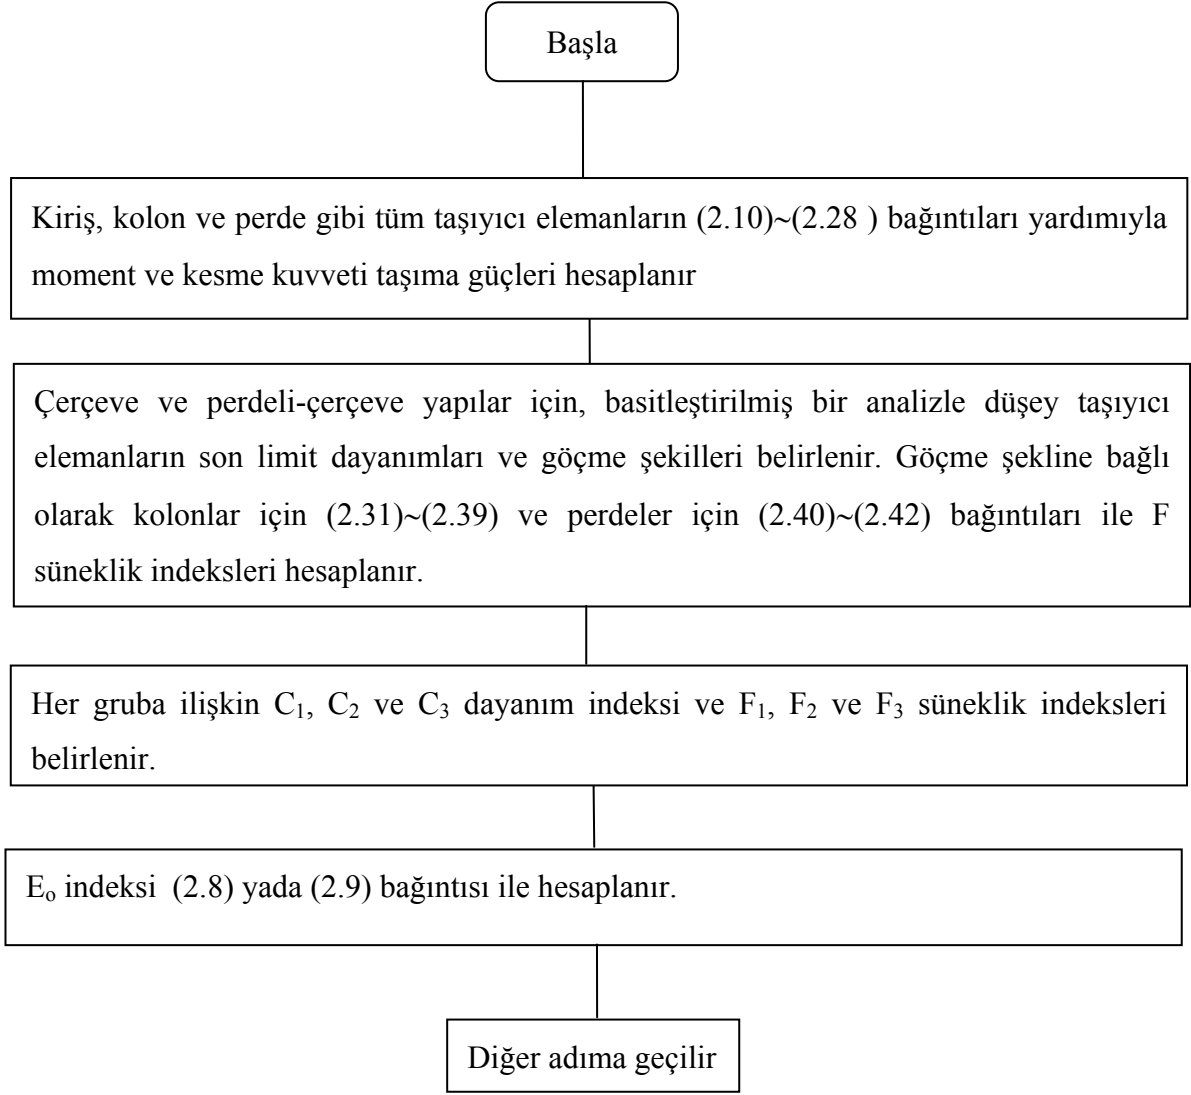 Başla
Kiriş, kolon ve perde gibi tüm taşıyıcı elemanların (2.10)~(2.28 ) bağıntıları yardımıyla
moment ve kesme kuvveti taşıma güçleri hesaplanır
Çerçeve ve perdeli-çerçeve yapılar için, basitleştirilmiş bir analizle düşey taşıyıcı
elemanların son limit dayanımları ve göçme şekilleri belirlenir. Göçme şekline bağlı
olarak kolonlar için (2.31)~(2.39) ve perdeler için (2.40)~(2.42) bağıntıları ile F
süneklik indeksleri hesaplanır.
Her gruba ilişkin C₁, C₂ ve C₃ dayanım indeksi ve F₁, F₂ ve F₃ süneklik indeksleri
belirlenir.
Eₒ indeksi (2.8) yada (2.9) bağıntısı ile hesaplanır.
Diğer adıma geçilir